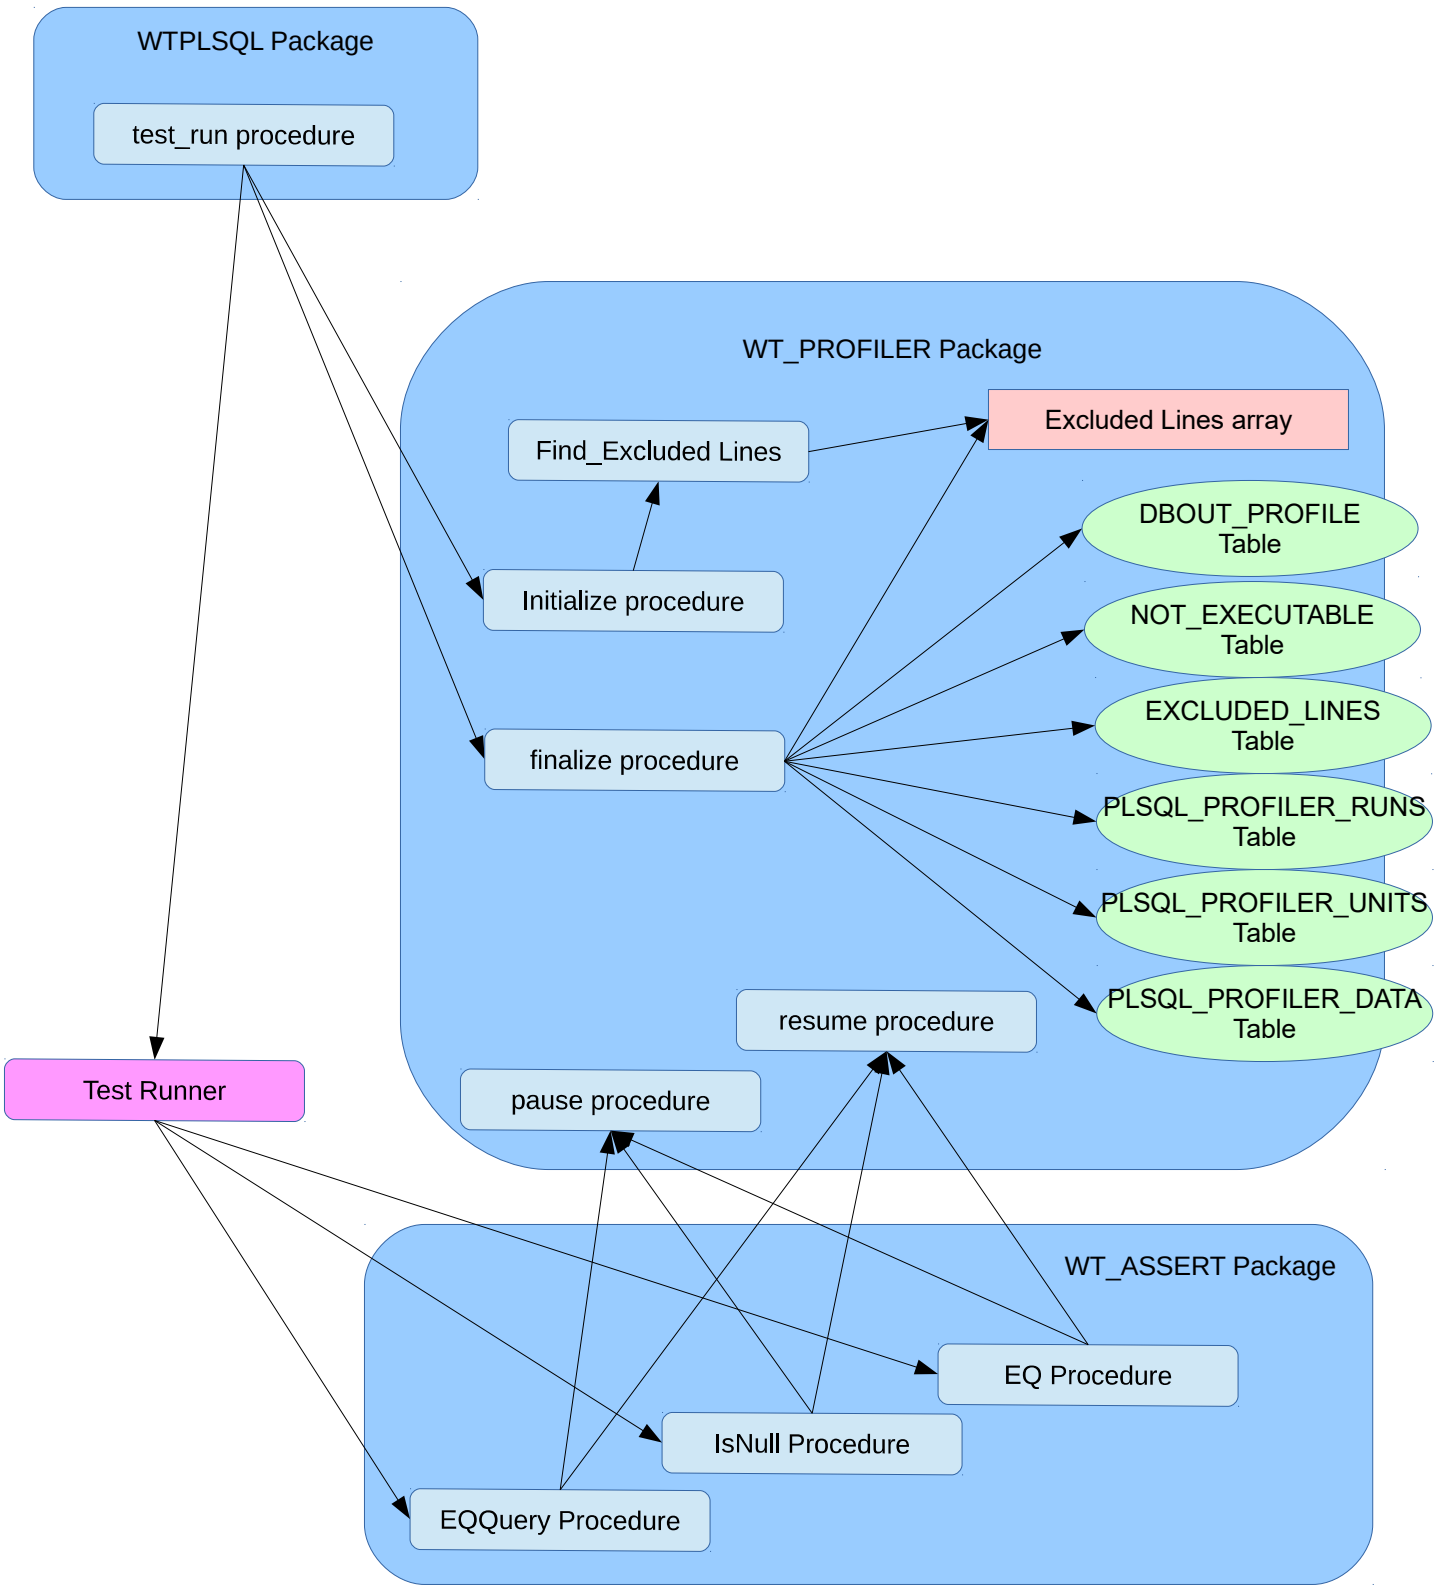 WTPLSQL Package
test_run procedure
WT_PROFILER Package
Excluded Lines array
Find_Excluded Lines
DBOUT_PROFILE
Table
Initialize procedure
NOT_EXECUTABLE
Table
EXCLUDED_LINES
Table
finalize procedure
PLSQL_PROFILER_RUNS
Table
PLSQL_PROFILER_UNITS
Table
PLSQL_PROFILER_DATA
Table
resume procedure
Test Runner
pause procedure
WT_ASSERT Package
EQ Procedure
IsNull Procedure
EQQuery Procedure